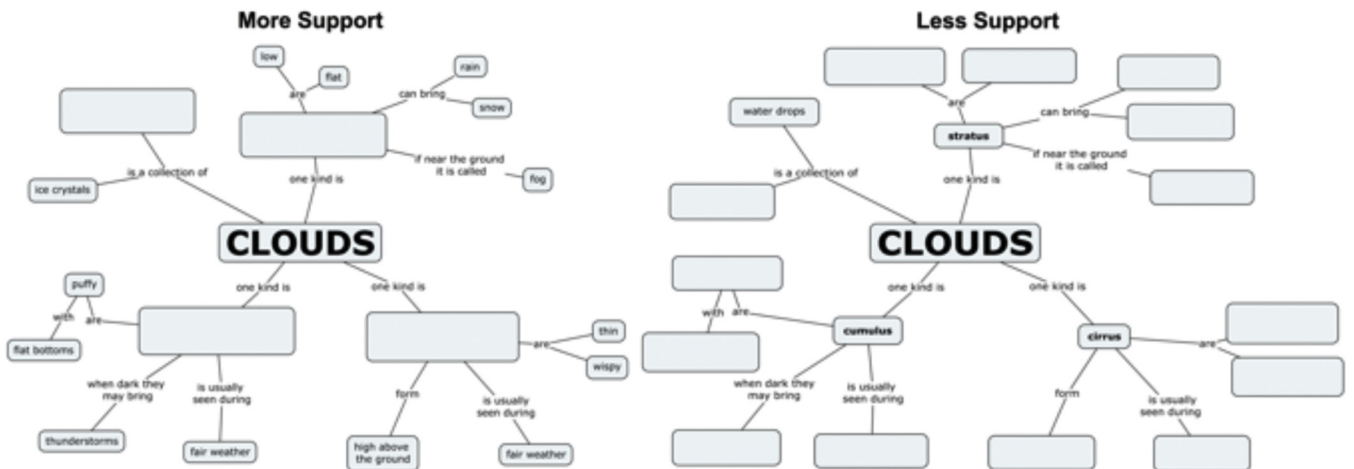 More Support
low
flat
are
rain
can bring
snow
is a collection of
ice crystals
if near the ground
it is called
fog
one kind is
CLOUDS
one kind is
one kind is
puffy
with
are
flat bottoms
when dark they
may bring
is usually
seen during
thunderstorms
fair weather
are
thin
wispy
form
is usually
seen during
high above
the ground
fair weather
Less Support
water drops
are
can bring
stratus
if near the ground
it is called
is a collection of
one kind is
CLOUDS
one kind is
one kind is
with
are
cumulus
when dark they
may bring
is usually
seen during
cirrus
are
form
is usually
seen during